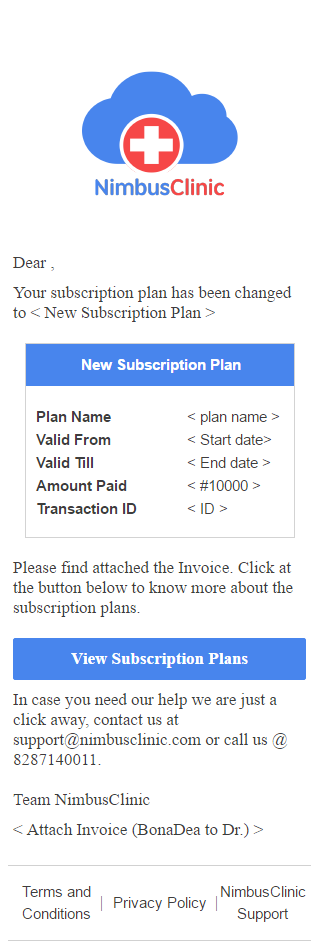 NimbusClinic
Dear ,
Your subscription plan has been changed
to < New Subscription Plan >
New Subscription Plan
Plan Name < plan name >
Valid From < Start date>
Valid Till < End date >
Amount Paid < #10000 >
Transaction ID < ID >
Please find attached the Invoice. Click at
the button below to know more about the
subscription plans.
View Subscription Plans
In case you need our help we are just a
click away, contact us at
support@nimbusclinic.com or call us @
8287140011.
Team NimbusClinic
< Attach Invoice (BonaDea to Dr.) >
Terms and
Conditions
| Privacy Policy |
NimbusClinic
Support